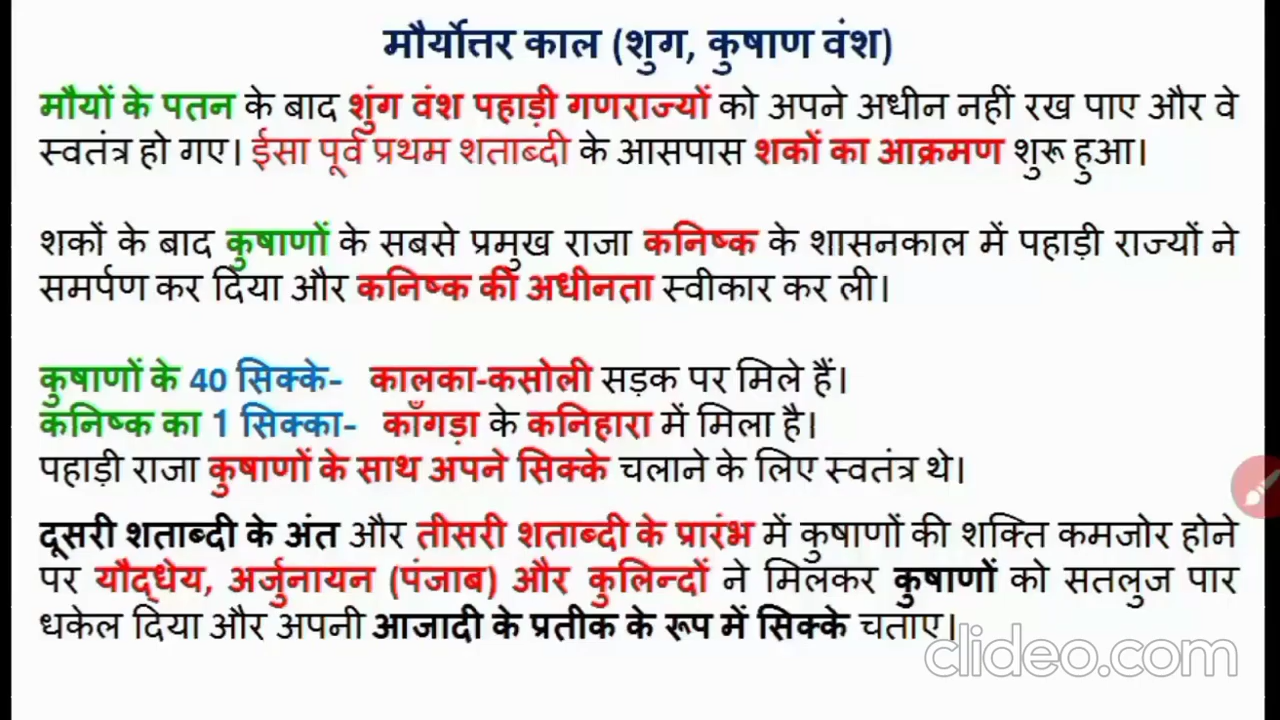 मौर्योत्तर काल (शुग, कुषाण वंश)
मौयों के पतन के बाद शुंग वंश पहाड़ी गणराज्यों को अपने अधीन नहीं रख पाए और वे
स्वतंत्र हो गए। ईसा पूर्व प्रथम शताब्दी के आसपास शकों का आक्रमण शुरू हुआ।
शकों के बाद कुषाणों के सबसे प्रमुख राजा कनिष्क के शासनकाल में पहाड़ी राज्यों ने
समर्पण कर दिया और कनिष्क की अधीनता स्वीकार कर ली।
कुषाणों के 40 सिक्के- कालका-कसोली सड़क पर मिले हैं।
कनिष्क का 1 सिक्का- काँगड़ा के कनिहारा में मिला है।
पहाड़ी राजा कुषाणों के साथ अपने सिक्के चलाने के लिए स्वतंत्र थे।
दूसरी शताब्दी के अंत और तीसरी शताब्दी के प्रारंभ में कुषाणों की शक्ति कमजोर होने
पर यौद्धेय, अर्जुनायन (पंजाब) और कुलिन्दों ने मिलकर कुषाणों को सतलुज पार
धकेल दिया और अपनी आजादी के प्रतीक के रूप में सिक्के चताए।
clideo.com